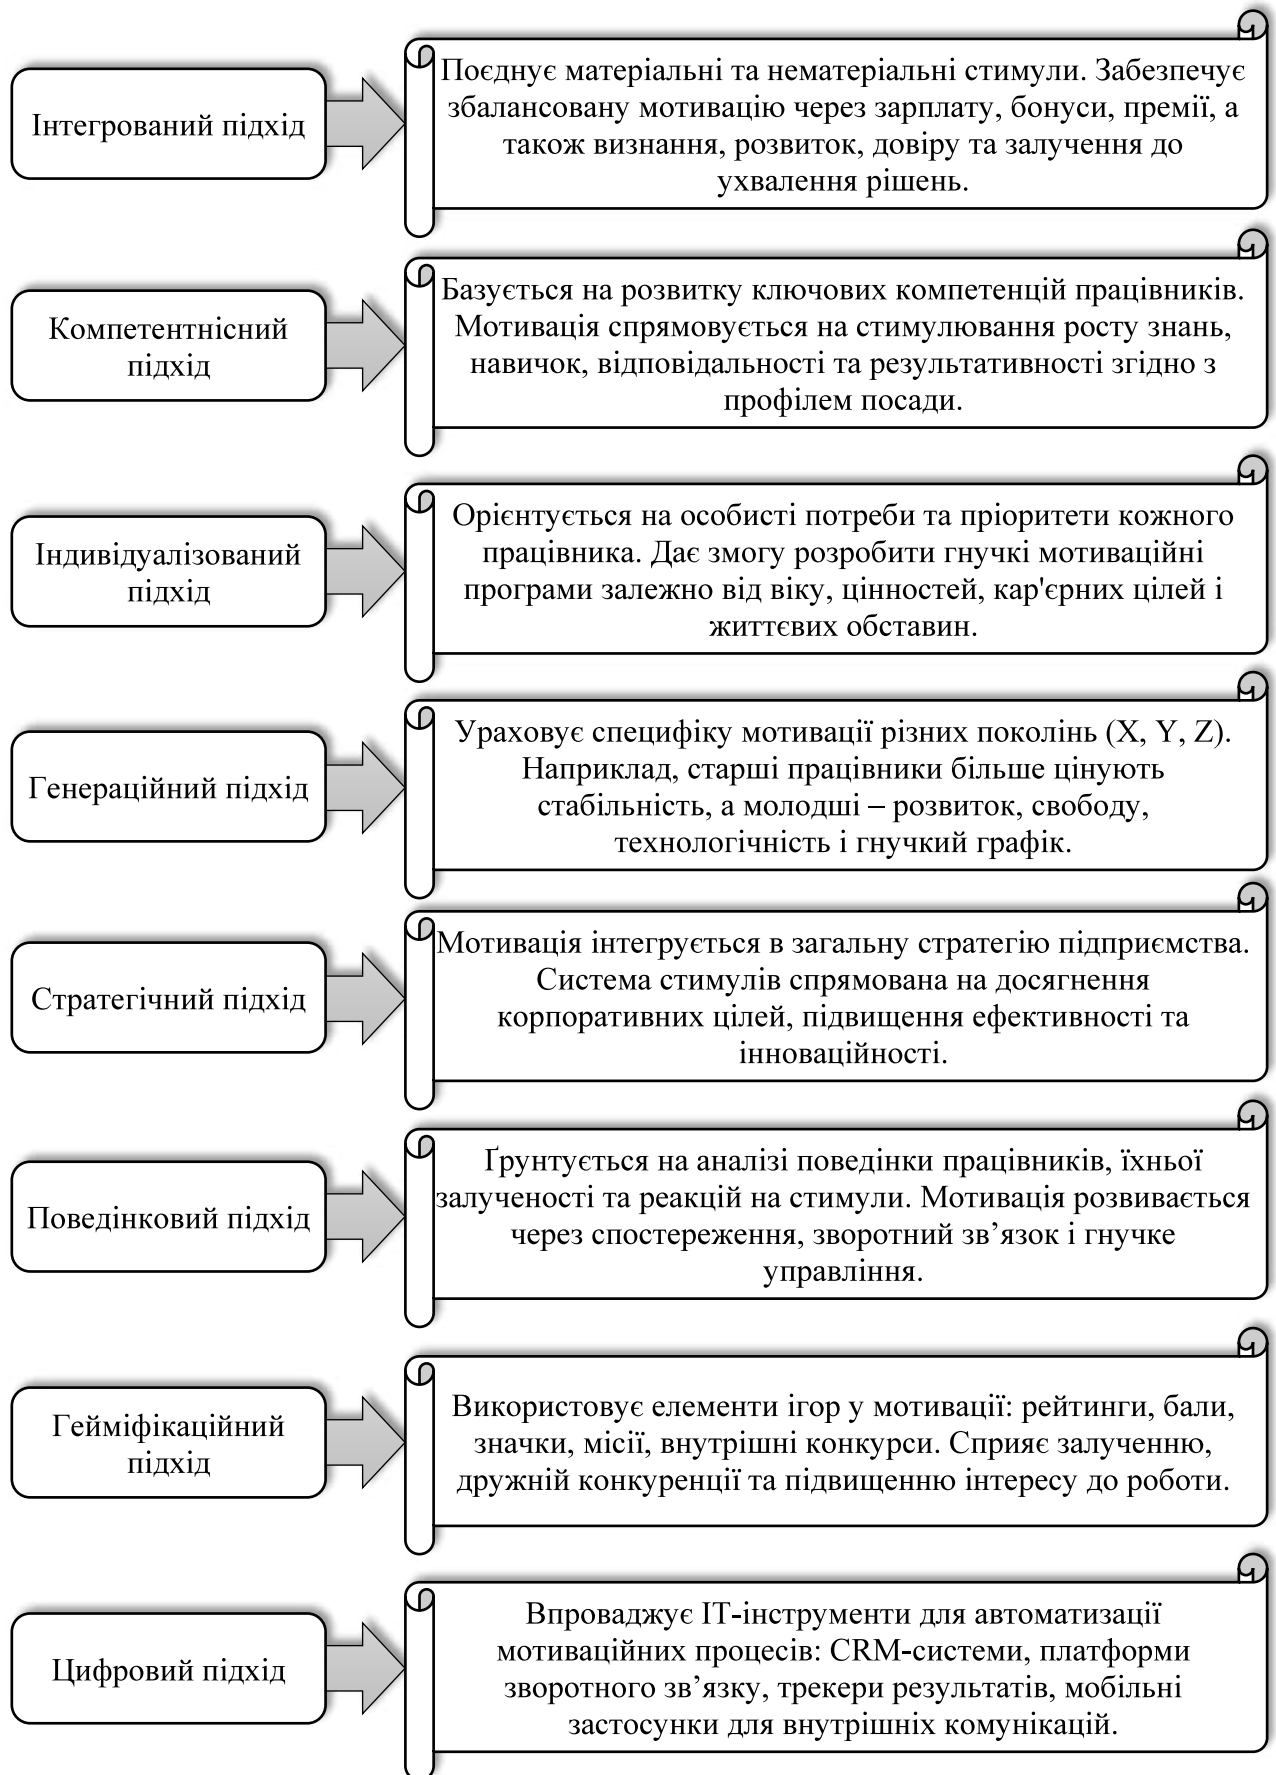 Інтегрований підхід
Поєднує матеріальні та нематеріальні стимули. Забезпечує
збалансовану мотивацію через зарплату, бонуси, премії, а
також визнання, розвиток, довіру та залучення до
ухвалення рішень.
Компетентнісний
підхід
Базується на розвитку ключових компетенцій працівників.
Мотивація спрямовується на стимулювання росту знань,
навичок, відповідальності та результативності згідно з
профілем посади.
Індивідуалізований
підхід
Орієнтується на особисті потреби та пріоритети кожного
працівника. Дає змогу розробити гнучкі мотиваційні
програми залежно від віку, цінностей, кар'єрних цілей і
життєвих обставин.
Генераційний підхід
Ураховує специфіку мотивації різних поколінь (X, Y, Z).
Наприклад, старші працівники більше цінують
стабільність, а молодші – розвиток, свободу,
технологічність і гнучкий графік.
Стратегічний підхід
Мотивація інтегрується в загальну стратегію підприємства.
Система стимулів спрямована на досягнення
корпоративних цілей, підвищення ефективності та
інноваційності.
Поведінковий підхід
Ґрунтується на аналізі поведінки працівників, їхньої
залученості та реакцій на стимули. Мотивація розвивається
через спостереження, зворотний зв’язок і гнучке
управління.
Гейміфікаційний
підхід
Використовує елементи ігор у мотивації: рейтинги, бали,
значки, місії, внутрішні конкурси. Сприяє залученню,
дружній конкуренції та підвищенню інтересу до роботи.
Цифровий підхід
Впроваджує ІТ-інструменти для автоматизації
мотиваційних процесів: CRM-системи, платформи
зворотного зв’язку, трекери результатів, мобільні
застосунки для внутрішніх комунікацій.